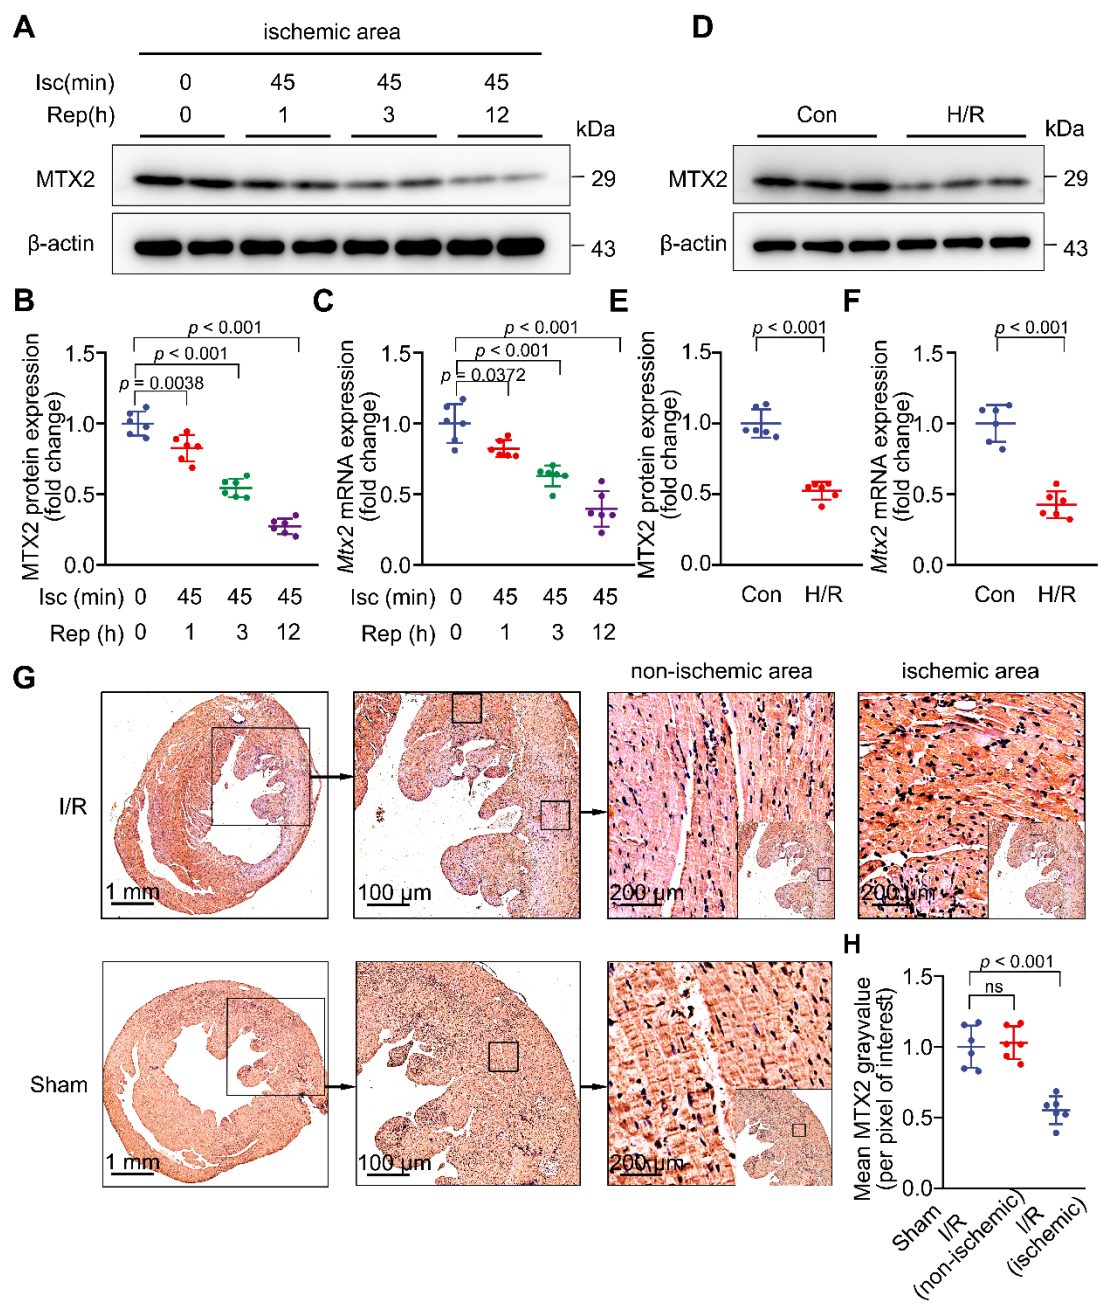 A
ischemic area
Isc(min) 0 45 45 45
Rep(h) 0 1 3 12
kDa
MTX2 29
β-actin 43
D
Con H/R
kDa
MTX2 29
β-actin 43
B
MTX2 protein expression
(fold change)
p < 0.001
p < 0.001
p = 0.0038
1.5
1.0
0.5
0.0
Isc (min) 0 45 45 45
Rep (h) 0 1 3 12
C
Mtx2 mRNA expression
(fold change)
p < 0.001
p < 0.001
p = 0.0372
1.5
1.0
0.5
0.0
Isc (min) 0 45 45 45
Rep (h) 0 1 3 12
E
MTX2 protein expression
(fold change)
p < 0.001
1.5
1.0
0.5
0.0
Con H/R
F
Mtx2 mRNA expression
(fold change)
p < 0.001
1.5
1.0
0.5
0.0
Con H/R
G
non-ischemic area ischemic area
I/R
1 mm 100 µm 200 µm 200 µm
Sham
1 mm 100 µm 200 µm
H
Mean MTX2 grayvalue
(per pixel of interest)
p < 0.001
ns
1.5
1.0
0.5
0.0
Sham
I/R
(non-ischemic)
I/R
(ischemic)